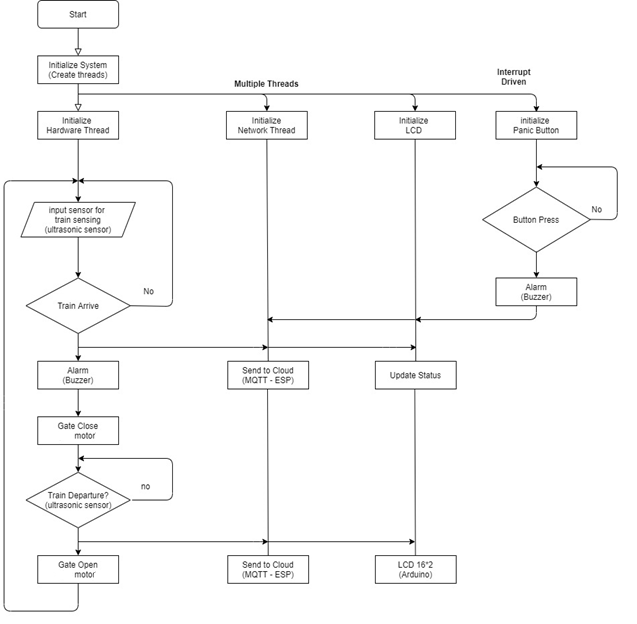 Start
Initialize System
(Create threads)
Multiple Threads
Interrupt
Driven
Initialize
Hardware Thread
Initialize
Network Thread
Initialize
LCD
initialize
Panic Button
input sensor for
train sensing
(ultrasonic sensor)
Button Press
No
Train Arrive
No
Alarm
(Buzzer)
Alarm
(Buzzer)
Send to Cloud
(MQTT - ESP)
Update Status
Gate Close
motor
Train Departure?
(ultrasonic sensor)
no
Gate Open
motor
Send to Cloud
(MQTT - ESP)
LCD 16*2
(Arduino)